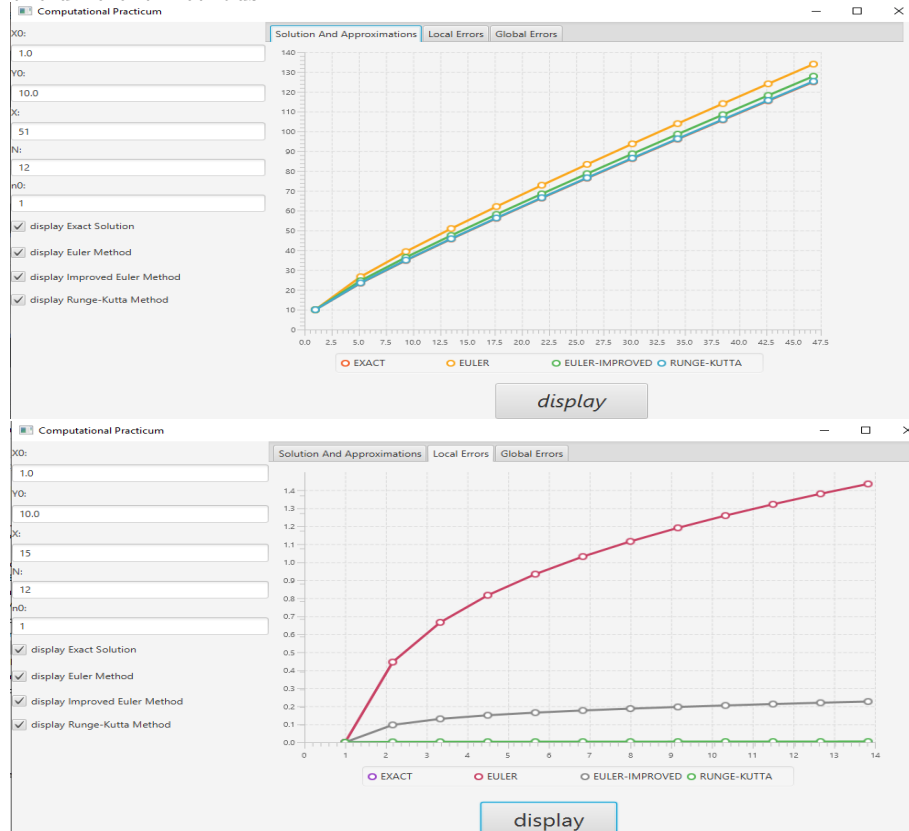 Computational Practicum
X0:
Solution And Approximations Local Errors Global Errors
1.0
Y0:
10.0
X:
51
N:
12
n0:
1
display Exact Solution
display Euler Method
display Improved Euler Method
display Runge-Kutta Method
140
130
120
110
100
90
80
70
60
50
40
30
20
10
0
0.0 2.5 5.0 7.5 10.0 12.5 15.0 17.5 20.0 22.5 25.0 27.5 30.0 32.5 35.0 37.5 40.0 42.5 45.0 47.5
EXACT EULER EULER-IMPROVED RUNGE-KUTTA
display
Computational Practicum
X0:
Solution And Approximations Local Errors Global Errors
1.0
Y0:
10.0
X:
15
N:
12
n0:
1
display Exact Solution
display Euler Method
display Improved Euler Method
display Runge-Kutta Method
1.4
1.3
1.2
1.1
1.0
0.9
0.8
0.7
0.6
0.5
0.4
0.3
0.2
0.1
0.0
0 1 2 3 4 5 6 7 8 9 10 11 12 13 14
EXACT EULER EULER-IMPROVED RUNGE-KUTTA
display